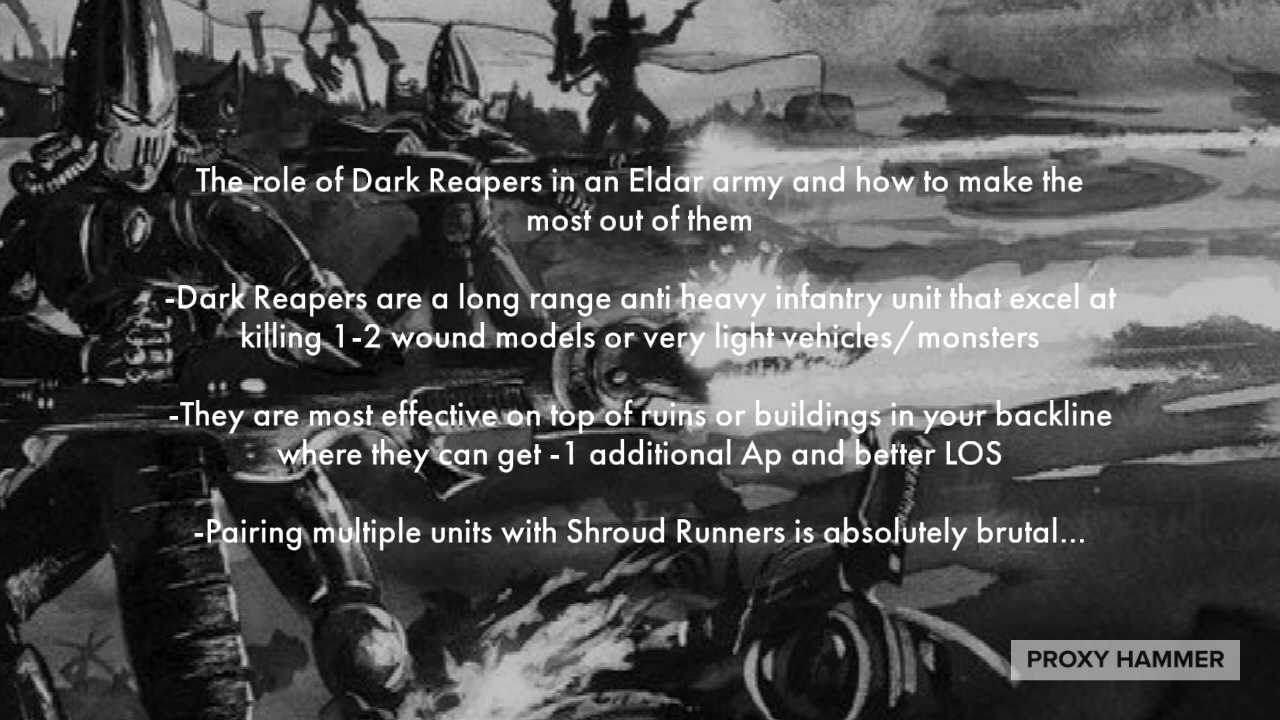 The role of Dark Reapers in an Eldar army and how to make the
most out of them
-Dark Reapers are a long range anti heavy infantry unit that excel at
killing 1-2 wound models or very light vehicles/monsters
-They are most effective on top of ruins or buildings in your backline
where they can get -1 additional Ap and better LOS
-Pairing multiple units with Shroud Runners is absolutely brutal...
PROXY HAMMER